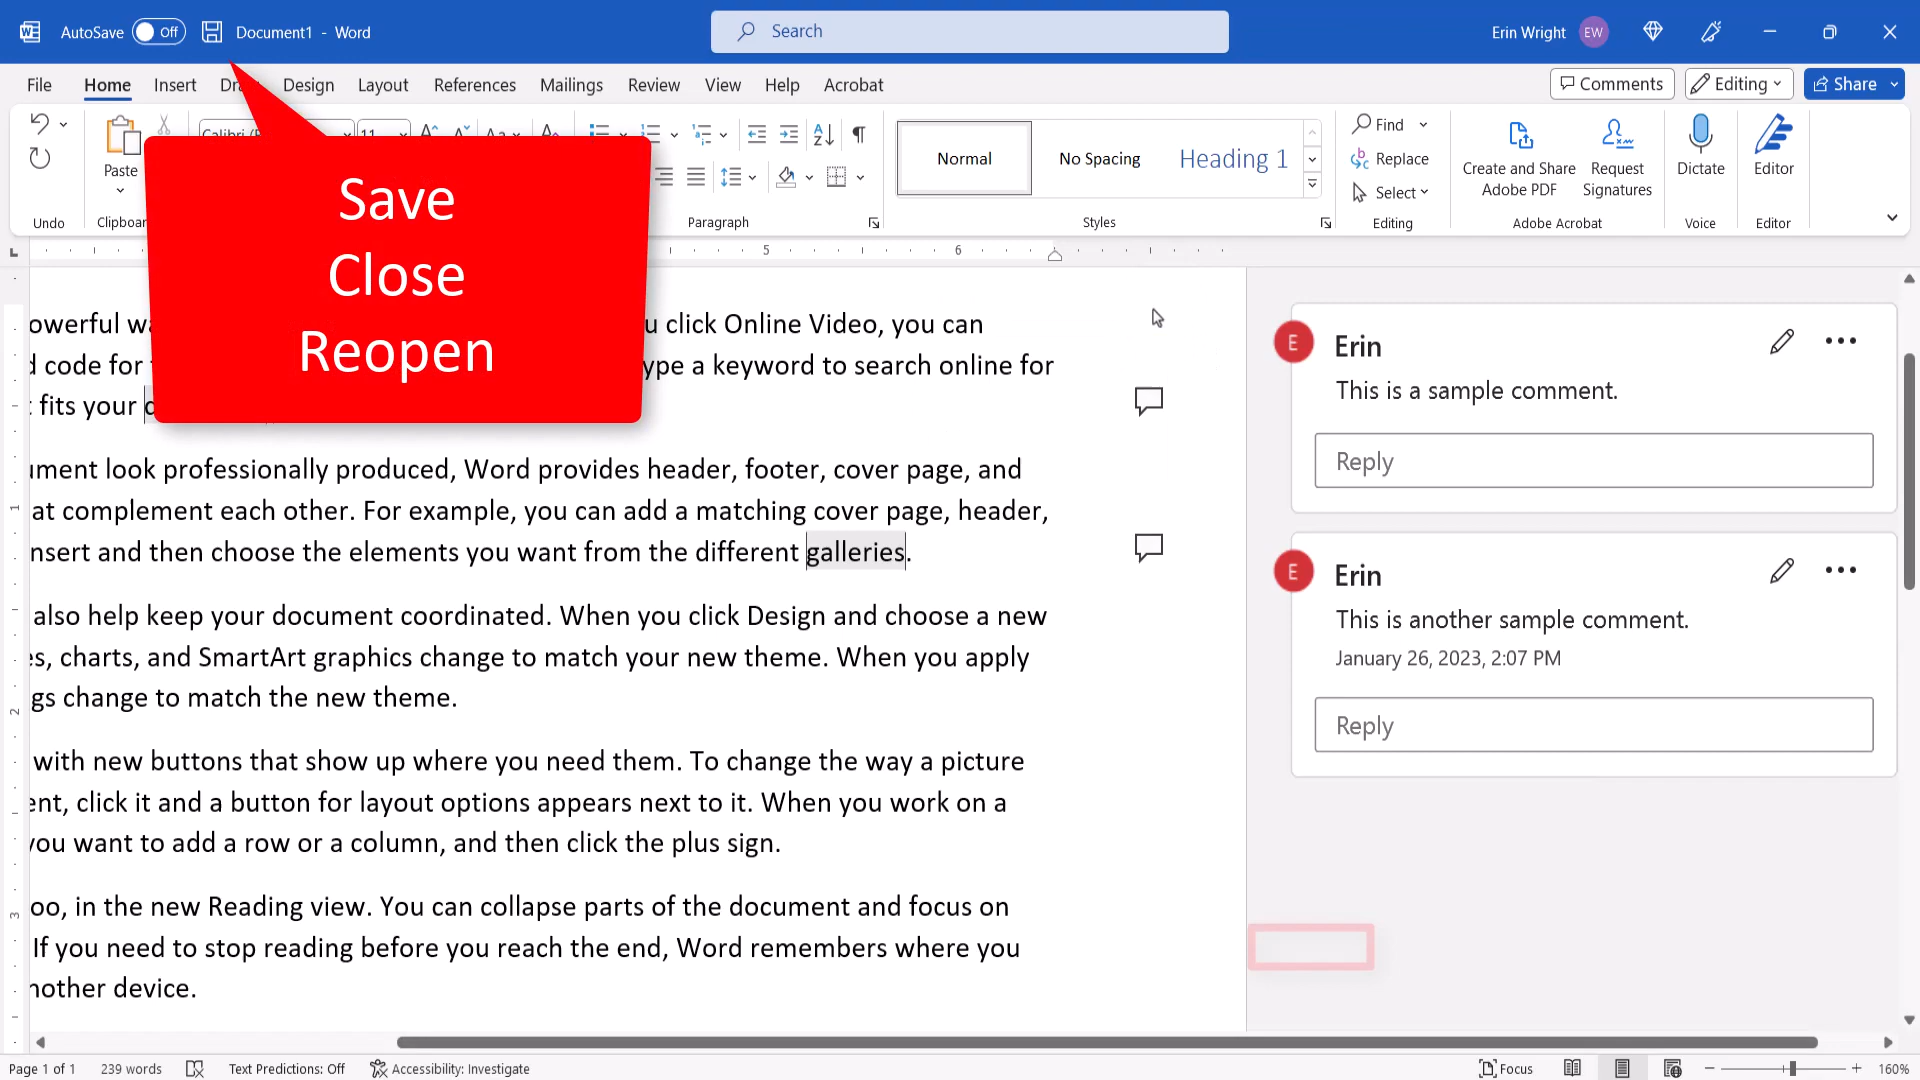 AutoSave Off Document1 - Word Search Erin Wright EW
File Home Insert Design Layout References Mailings Review View Help Acrobat Comments Editing Share
11 Find
Paste Normal No Spacing Heading 1 Replace Create and Share Adobe PDF Request Signatures Dictate Editor
Select
Undo Paragraph Styles Editing Adobe Acrobat Voice Editor
Save
Close
Reopen
5 6
click Online Video, you can
code for a keyword to search online for
fits your
look professionally produced, Word provides header, footer, cover page, and
complement each other. For example, you can add a matching cover page, header,
and then choose the elements you want from the different galleries.
also help keep your document coordinated. When you click Design and choose a new
charts, and SmartArt graphics change to match your new theme. When you apply
change to match the new theme.
with new buttons that show up where you need them. To change the way a picture
click it and a button for layout options appears next to it. When you work on a
you want to add a row or a column, and then click the plus sign.
in the new Reading view. You can collapse parts of the document and focus on
If you need to stop reading before you reach the end, Word remembers where you
device.
1
2
3
E Erin
This is a sample comment.
Reply
E Erin
This is another sample comment.
January 26, 2023, 2:07 PM
Reply
Page 1 of 1 239 words Text Predictions: Off Accessibility: Investigate Focus 160%